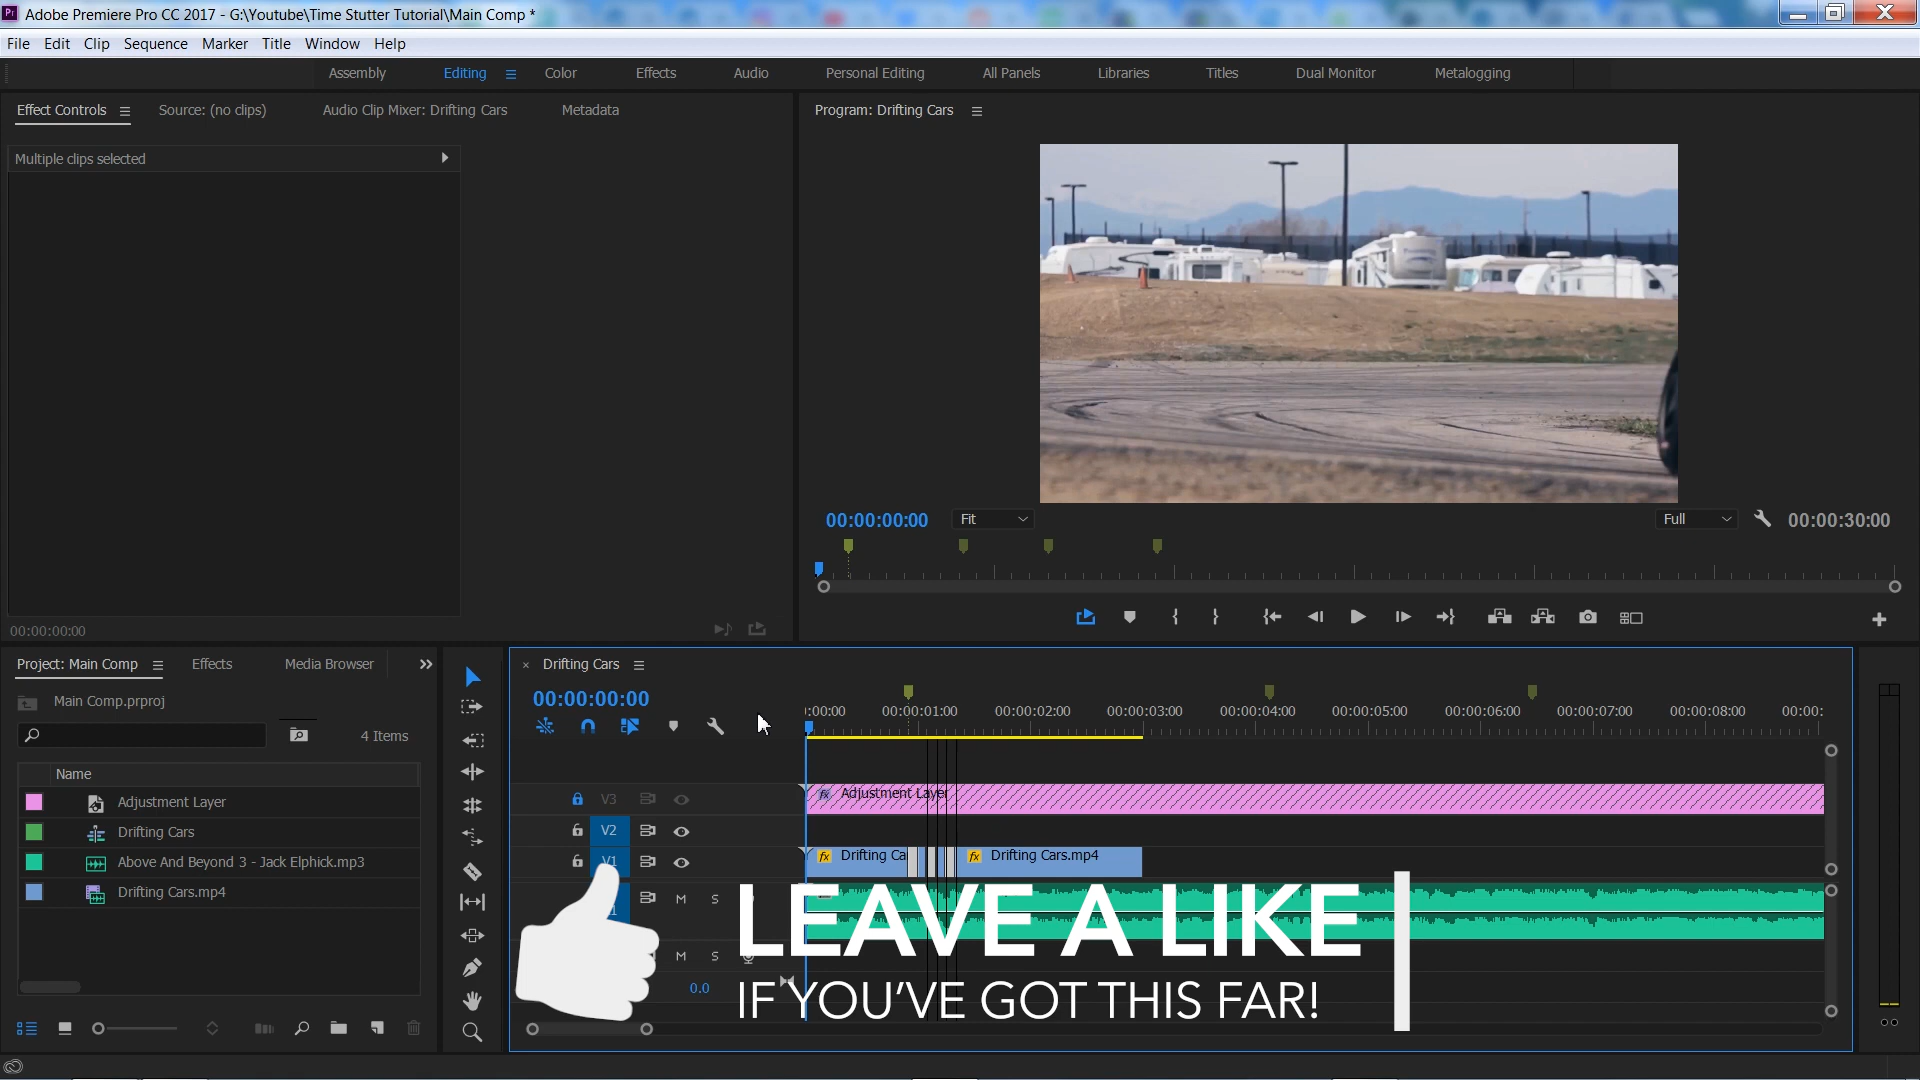 Pr Adobe Premiere Pro CC 2017 - G:\Youtube\Time Stutter Tutorial\Main Comp *
File Edit Clip Sequence Marker Title Window Help
Assembly Editing Color Effects Audio Personal Editing All Panels Libraries Titles Dual Monitor Metalogging
Effect Controls Source: (no clips) Audio Clip Mixer: Drifting Cars Metadata
Program: Drifting Cars
Multiple clips selected
00:00:00:00 Fit Full 00:00:30:00
00:00:00:00
Project: Main Comp Effects Media Browser
Drifting Cars
Main Comp.prproj
00:00:00:00
:00:00 00:00:01:00 00:00:02:00 00:00:03:00 00:00:04:00 00:00:05:00 00:00:06:00 00:00:07:00 00:00:08:00 00:00:
4 Items
Name
Adjustment Layer
Drifting Cars
Above And Beyond 3 - Jack Elphick.mp3
Drifting Cars.mp4
V3 fx Adjustment Layer
V2
V1 fx Drifting Ca fx Drifting Cars.mp4
M S
M S
0.0
LEAVE A LIKE
IF YOU'VE GOT THIS FAR!